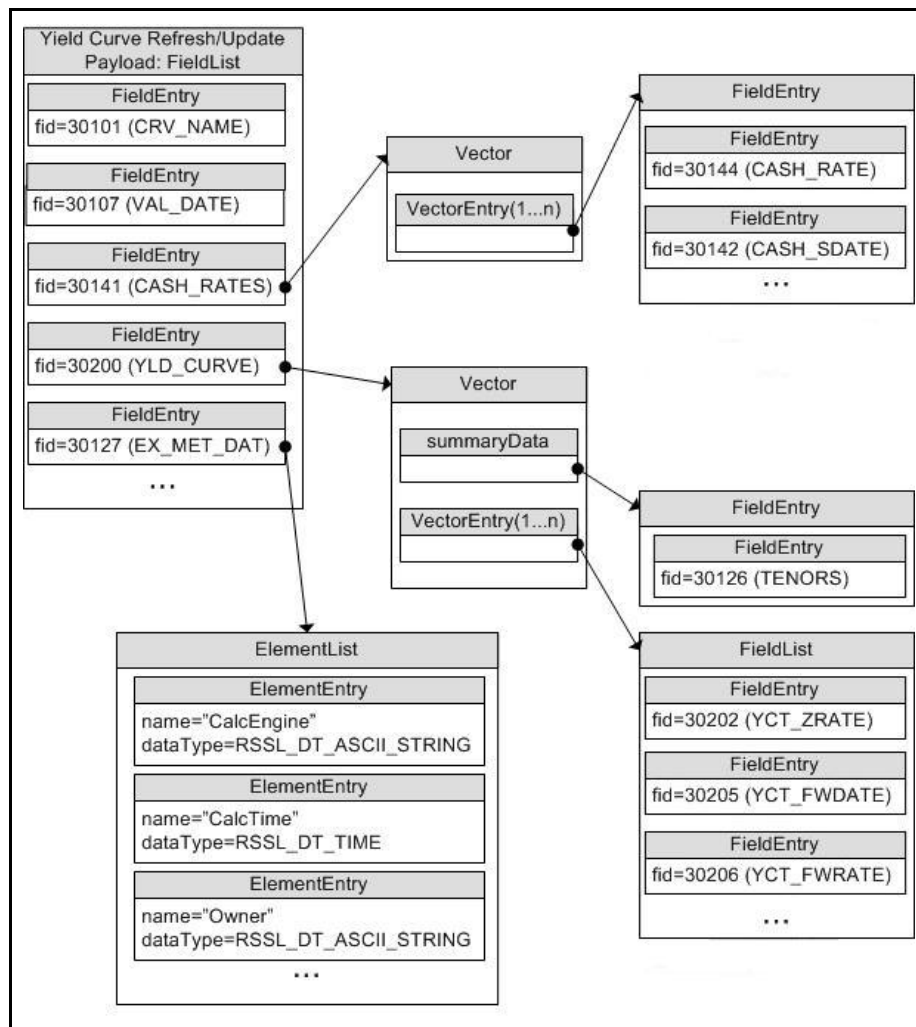 Yield Curve Refresh/Update
Payload: FieldList
FieldEntry
fid=30101 (CRV_NAME)
FieldEntry
fid=30107 (VAL_DATE)
FieldEntry
fid=30141 (CASH_RATES)
FieldEntry
fid=30200 (YLD_CURVE)
FieldEntry
fid=30127 (EX_MET_DAT)
...
Vector
VectorEntry(1...n)
FieldEntry
FieldEntry
fid=30144 (CASH_RATE)
FieldEntry
fid=30142 (CASH_SDATE)
...
Vector
summaryData
VectorEntry(1...n)
FieldEntry
FieldEntry
fid=30126 (TENORS)
ElementList
ElementEntry
name="CalcEngine"
dataType=RSSL_DT_ASCII_STRING
ElementEntry
name="CalcTime"
dataType=RSSL_DT_TIME
ElementEntry
name="Owner"
dataType=RSSL_DT_ASCII_STRING
...
FieldList
FieldEntry
fid=30202 (YCT_ZRATE)
FieldEntry
fid=30205 (YCT_FWDATE)
FieldEntry
fid=30206 (YCT_FWRATE)
...